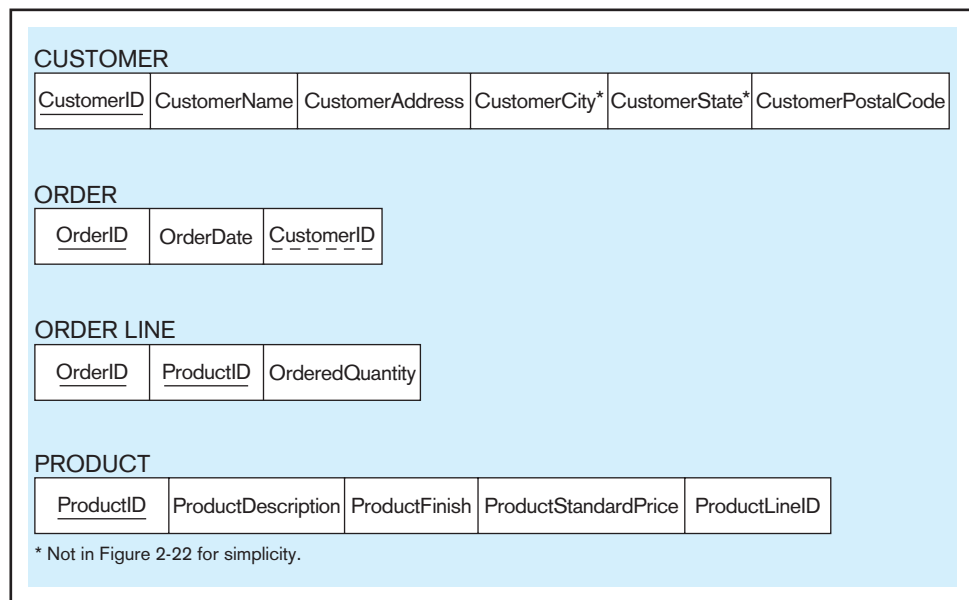 CUSTOMER
CustomerID CustomerName CustomerAddress CustomerCity* CustomerState* CustomerPostalCode
ORDER
OrderID OrderDate CustomerID
ORDER LINE
OrderID ProductID OrderedQuantity
PRODUCT
ProductID ProductDescription ProductFinish ProductStandardPrice ProductLineID
* Not in Figure 2-22 for simplicity.